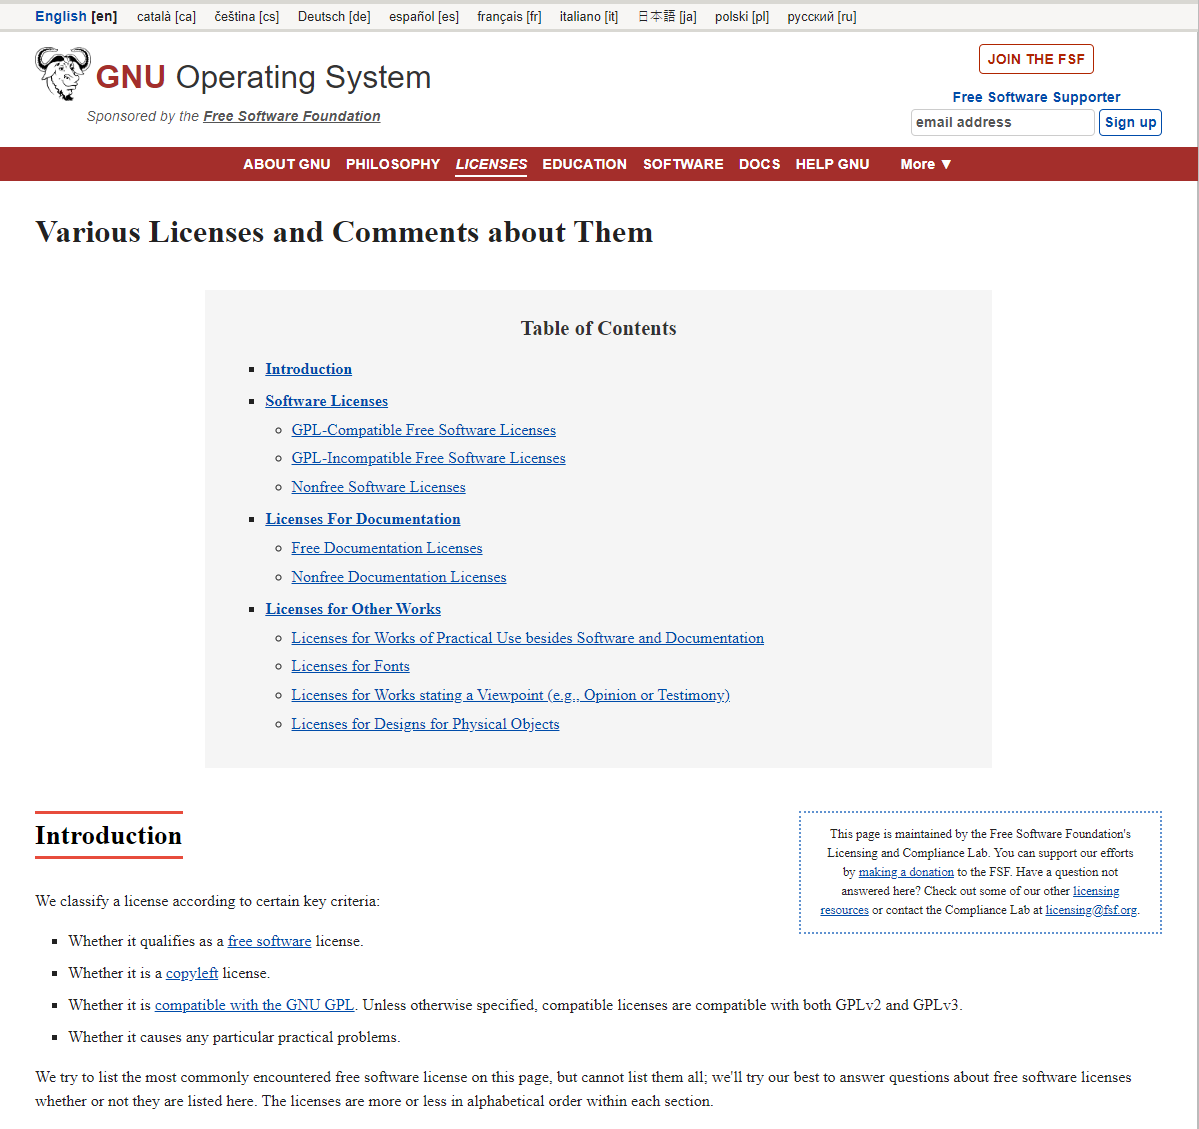 English [en] català [ca] čeština [cs] Deutsch [de] español [es] français [fr] italiano [it] 日本語 [ja] polski [pl] русский [ru]
GNU Operating System
Sponsored by the Free Software Foundation
JOIN THE FSF
Free Software Supporter
email address Sign up
ABOUT GNU PHILOSOPHY LICENSES EDUCATION SOFTWARE DOCS HELP GNU More ▼
Various Licenses and Comments about Them
Table of Contents
Introduction
Software Licenses
GPL-Compatible Free Software Licenses
GPL-Incompatible Free Software Licenses
Nonfree Software Licenses
Licenses For Documentation
Free Documentation Licenses
Nonfree Documentation Licenses
Licenses for Other Works
Licenses for Works of Practical Use besides Software and Documentation
Licenses for Fonts
Licenses for Works stating a Viewpoint (e.g., Opinion or Testimony)
Licenses for Designs for Physical Objects
Introduction
This page is maintained by the Free Software Foundation's
Licensing and Compliance Lab. You can support our efforts
by making a donation to the FSF. Have a question not
answered here? Check out some of our other licensing
resources or contact the Compliance Lab at licensing@fsf.org.
We classify a license according to certain key criteria:
Whether it qualifies as a free software license.
Whether it is a copyleft license.
Whether it is compatible with the GNU GPL. Unless otherwise specified, compatible licenses are compatible with both GPLv2 and GPLv3.
Whether it causes any particular practical problems.
We try to list the most commonly encountered free software license on this page, but cannot list them all; we'll try our best to answer questions about free software licenses
whether or not they are listed here. The licenses are more or less in alphabetical order within each section.